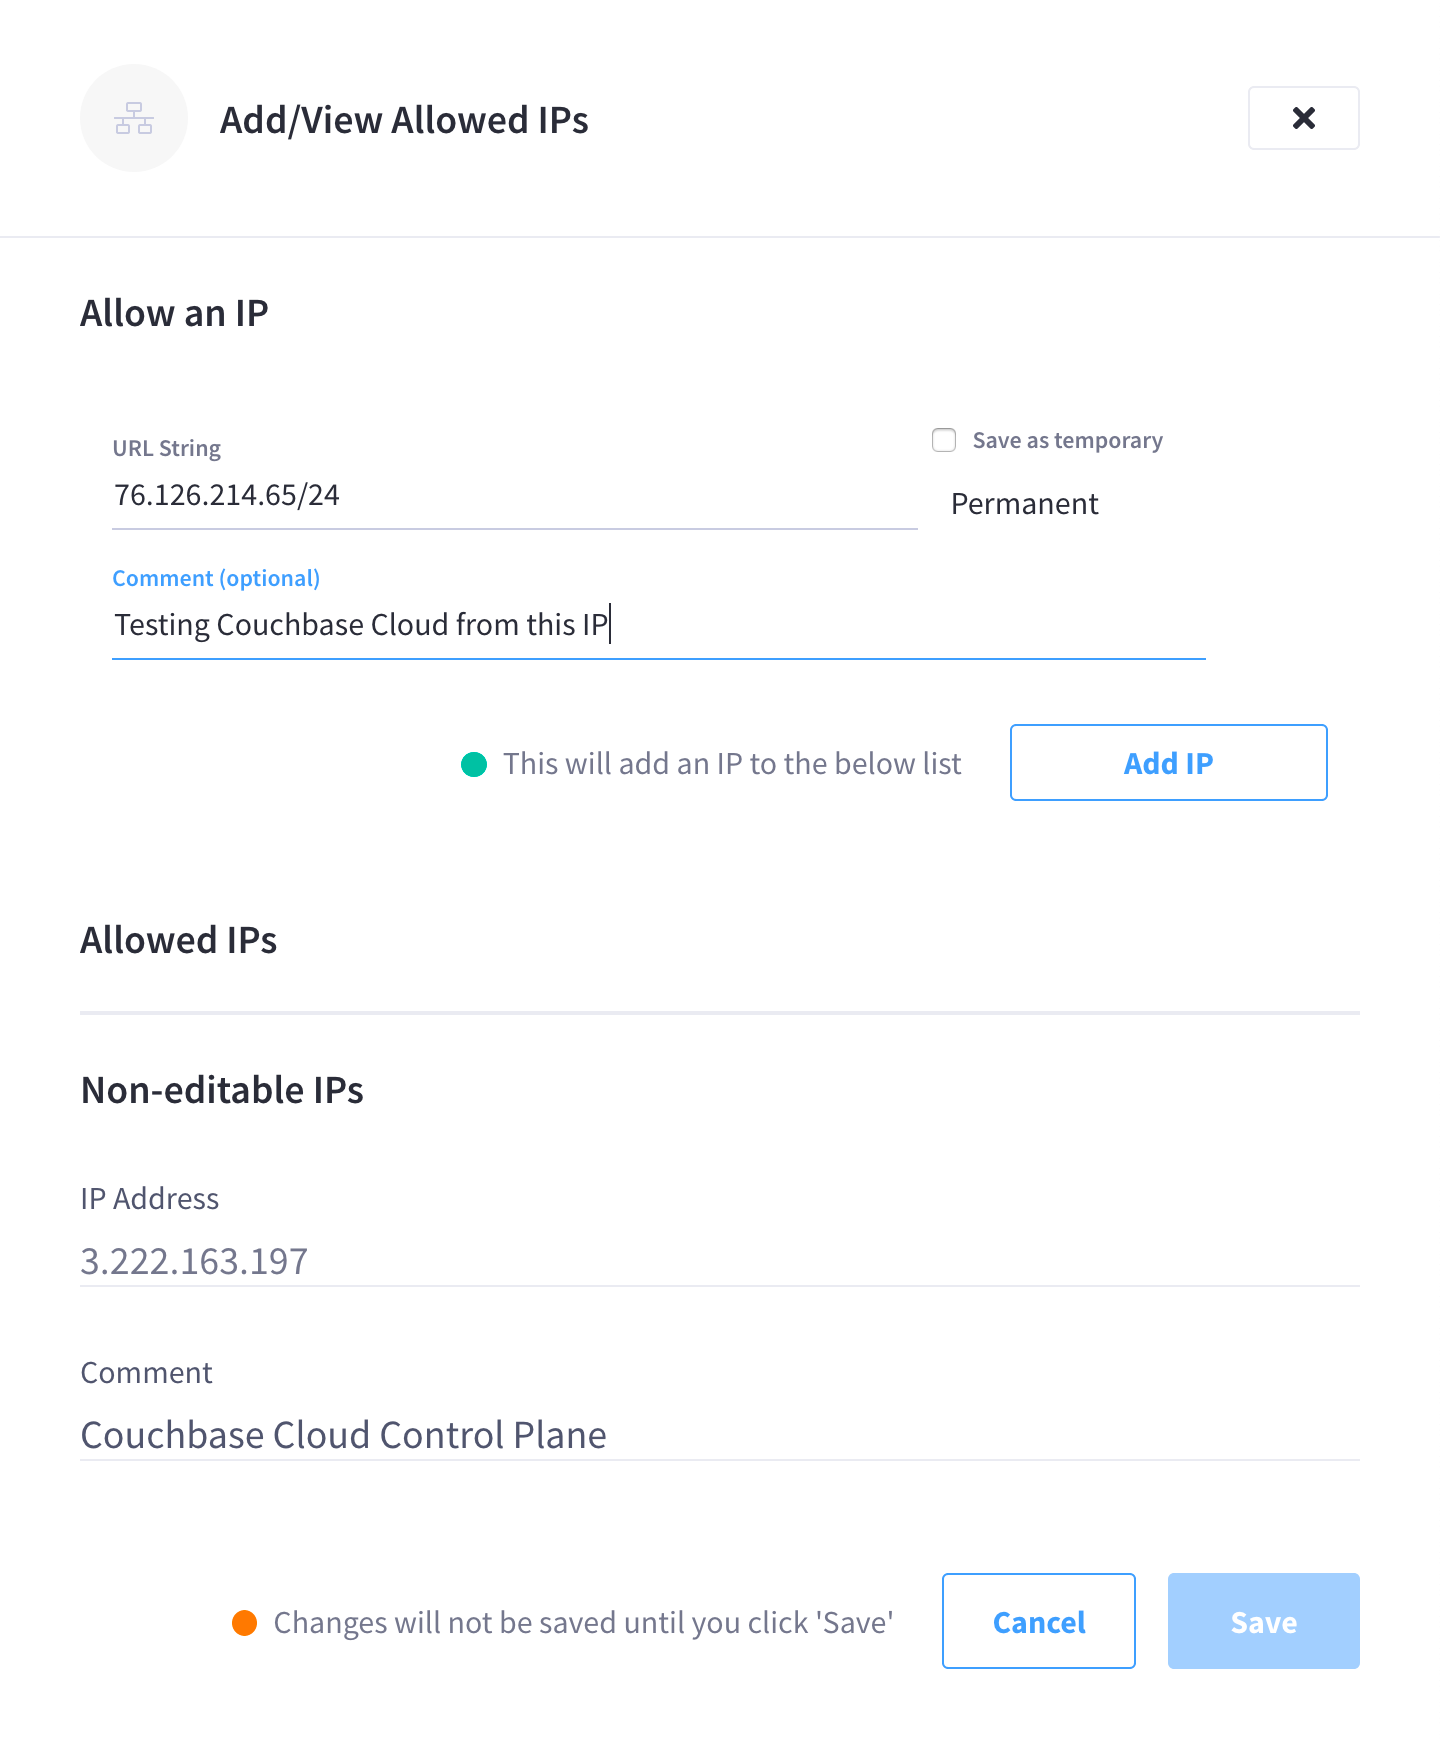 Add/View Allowed IPs
Allow an IP
URL String
Save as temporary
76.126.214.65/24
Permanent
Comment (optional)
Testing Couchbase Cloud from this IP
This will add an IP to the below list
Add IP
Allowed IPs
Non-editable IPs
IP Address
3.222.163.197
Comment
Couchbase Cloud Control Plane
Changes will not be saved until you click 'Save'
Cancel
Save